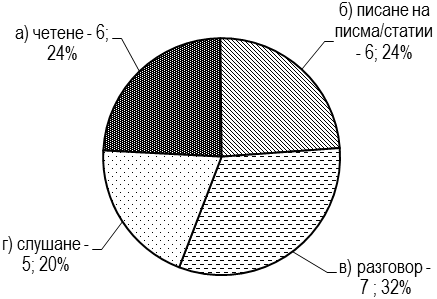 а) четене - 6;
24%
б) писане на
писма/статии
- 6; 24%
г) слушане -
5; 20%
в) разговор -
7 ; 32%